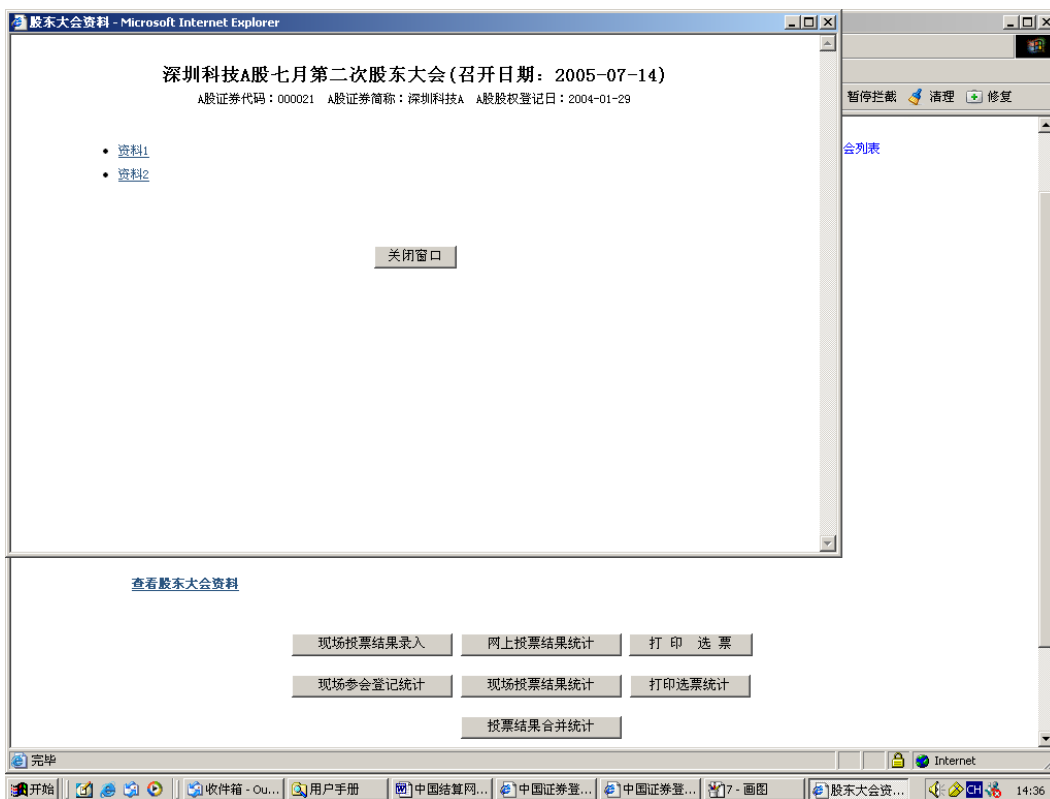 股东大会资料 - Microsoft Internet Explorer
深圳科技A股七月第二次股东大会(召开日期：2005-07-14)
A股证券代码：000021 A股证券简称：深圳科技A A股股权登记日：2004-01-29
暂停拦截 清理 修复
会列表
资料1
资料2
关闭窗口
查看股东大会资料
现场投票结果录入 网上投票结果统计 打 印 选 票
现场参会登记统计 现场投票结果统计 打印选票统计
投票结果合并统计
完毕 Internet
开始 收件箱 - Ou... 用户手册 中国结算网... 中国证券登... 中国证券登... 7 - 画图 股东大会资... CH 14:36